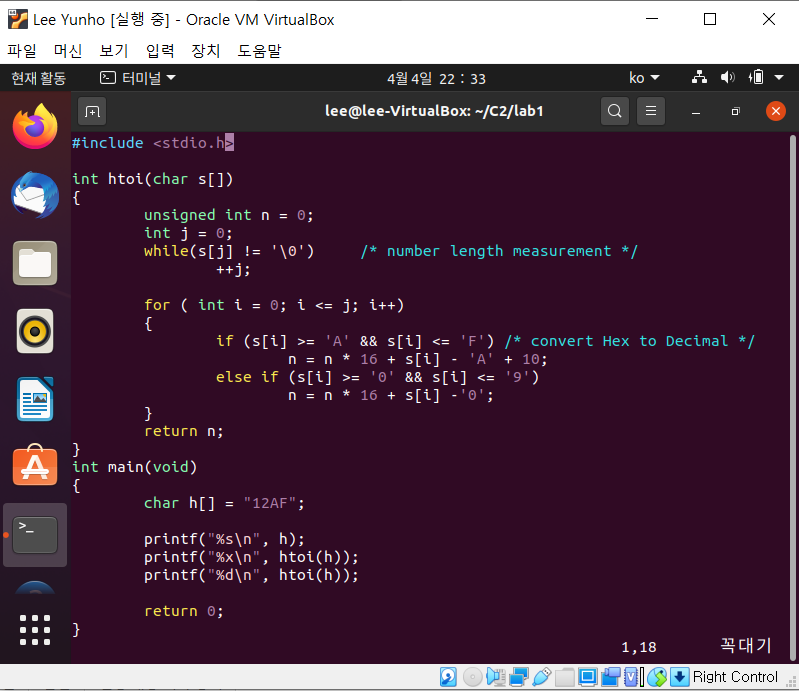 Lee Yunho [실행 중] - Oracle VM VirtualBox
파일 머신 보기 입력 장치 도움말
현재 활동 터미널 4월 4일 22 : 33 ko
lee@lee-VirtualBox: ~/C2/lab1
#include <stdio.h>
int htoi(char s[])
{
unsigned int n = 0;
int j = 0;
while(s[j] != '\0') /* number length measurement */
++j;
for ( int i = 0; i <= j; i++)
{
if (s[i] >= 'A' && s[i] <= 'F') /* convert Hex to Decimal */
n = n * 16 + s[i] - 'A' + 10;
else if (s[i] >= '0' && s[i] <= '9')
n = n * 16 + s[i] -'0';
}
return n;
}
int main(void)
{
char h[] = "12AF";
printf("%s\n", h);
printf("%x\n", htoi(h));
printf("%d\n", htoi(h));
return 0;
}
1,18 꼭대기
Right Control